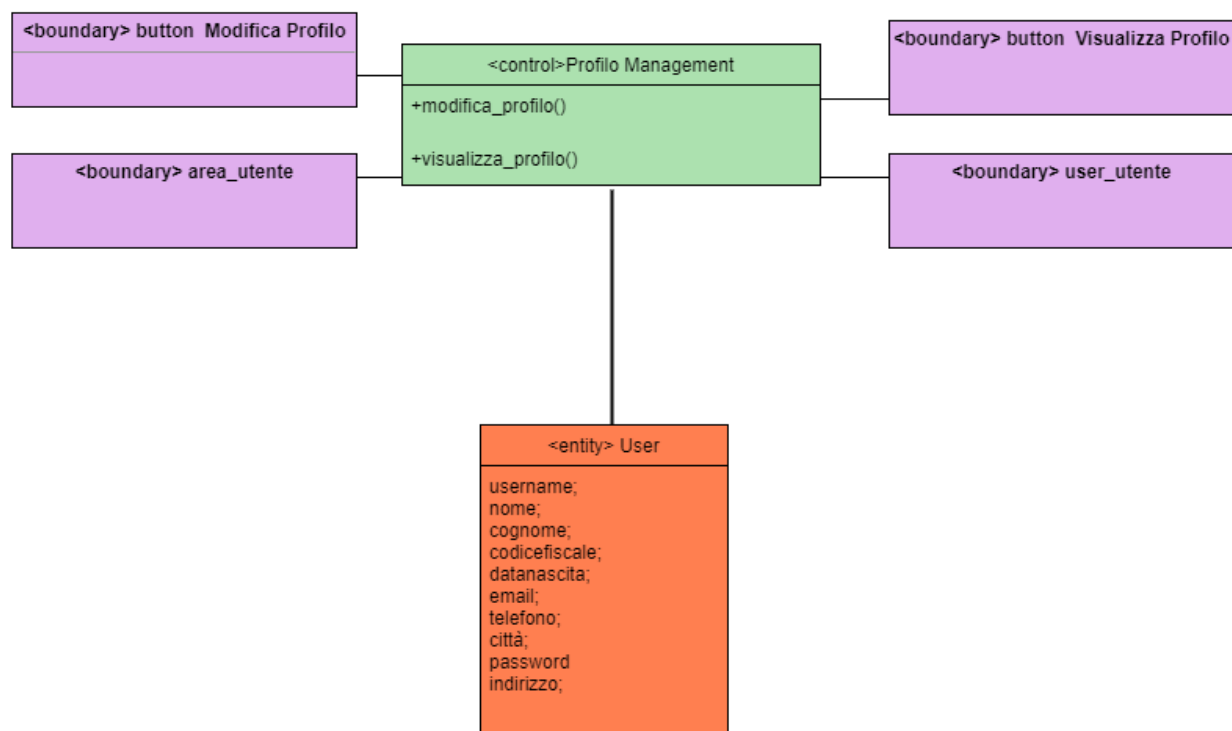 <boundary> button  Modifica Profilo
<control>Profilo Management
+modifica_profilo()
+visualizza_profilo()
<boundary> button  Visualizza Profilo
<boundary> area_utente
<boundary> user_utente
<entity> User
username;
nome;
cognome;
codicefiscale;
datanascita;
email;
telefono;
città;
password
indirizzo;